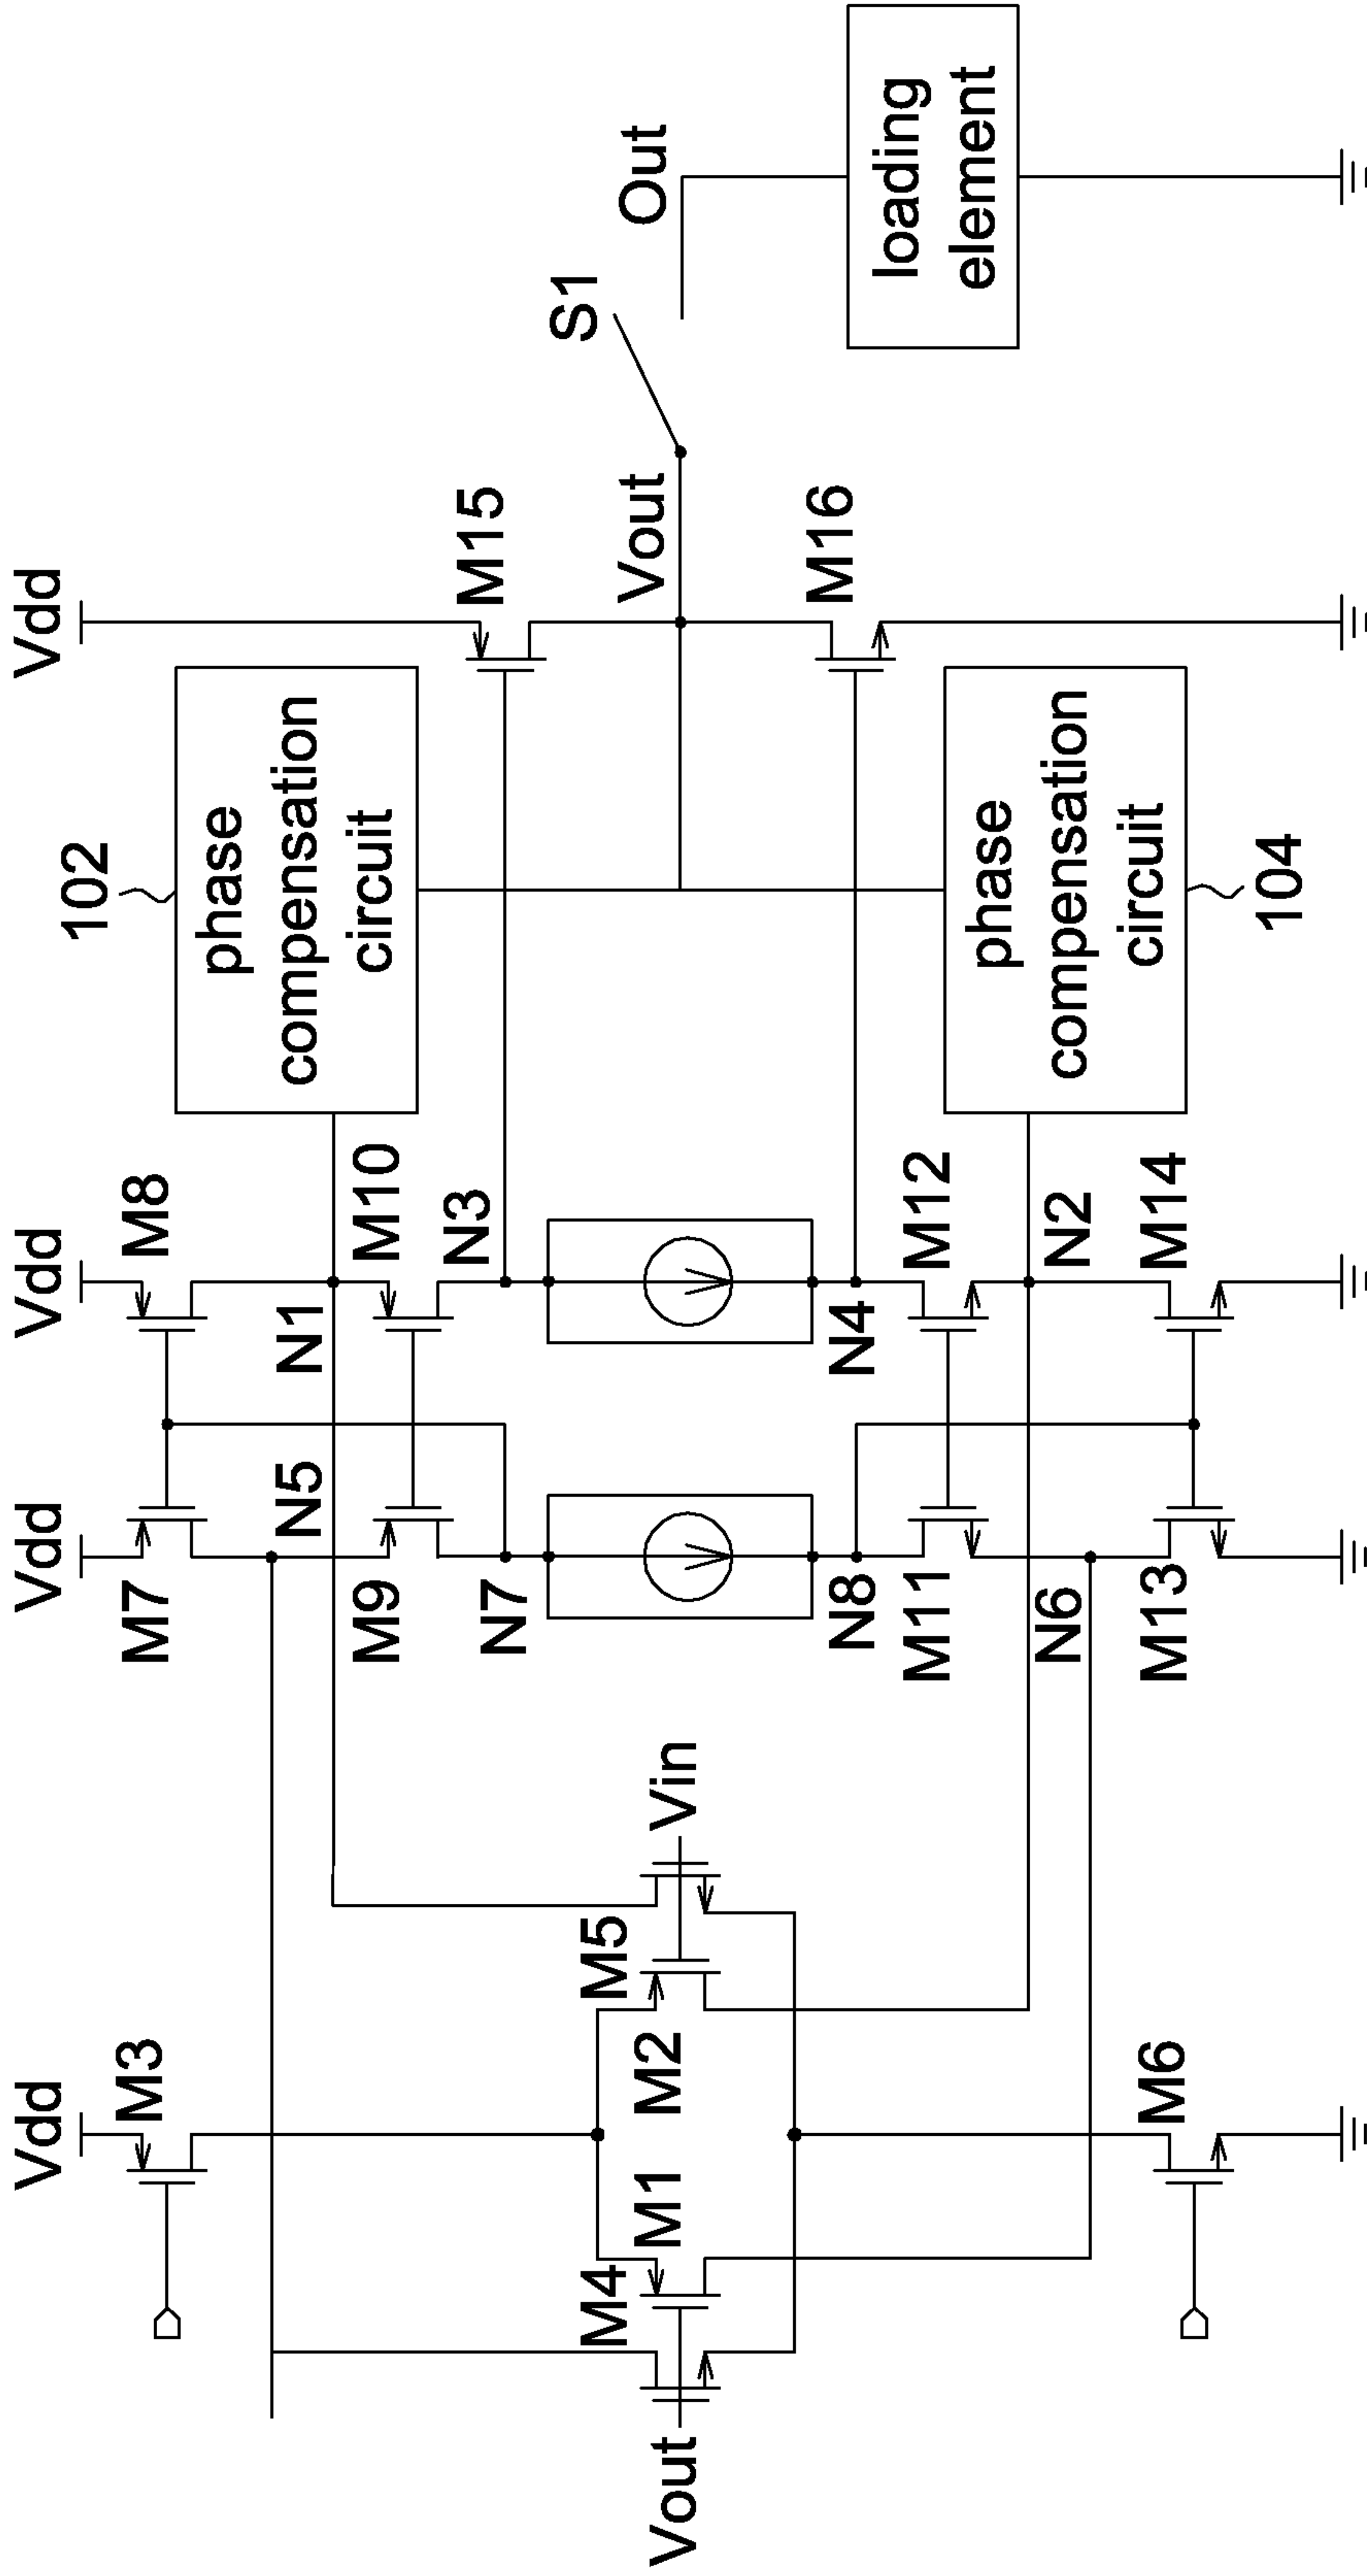 Vdd
Vdd
Vdd
Vdd
M3
M7
M8
102
phase
compensation
circuit
N5
N1
M9
M10
N7
N3
M15
Vout
M4
M1
M2
M5
Vin
Vout
S1
Out
N8
N4
M16
loading
element
M11
M12
N6
N2
M6
M13
M14
phase
compensation
circuit
104